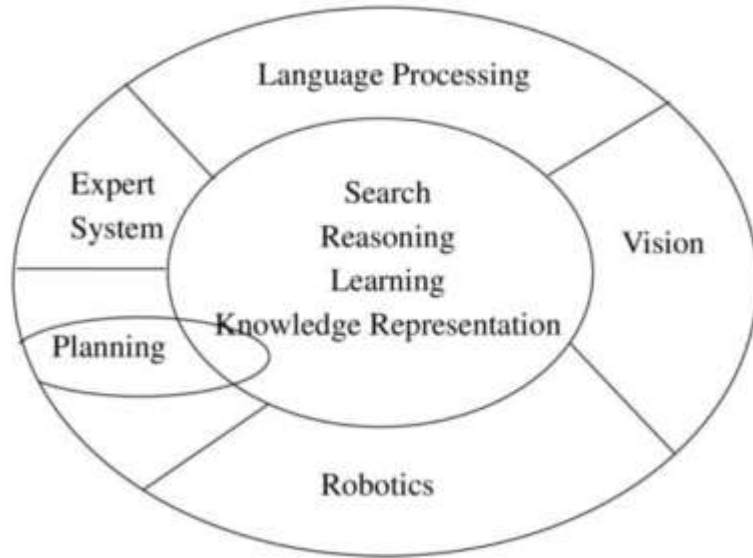 Language Processing
Expert
System
Search
Reasoning
Learning
Knowledge Representation
Vision
Planning
Robotics